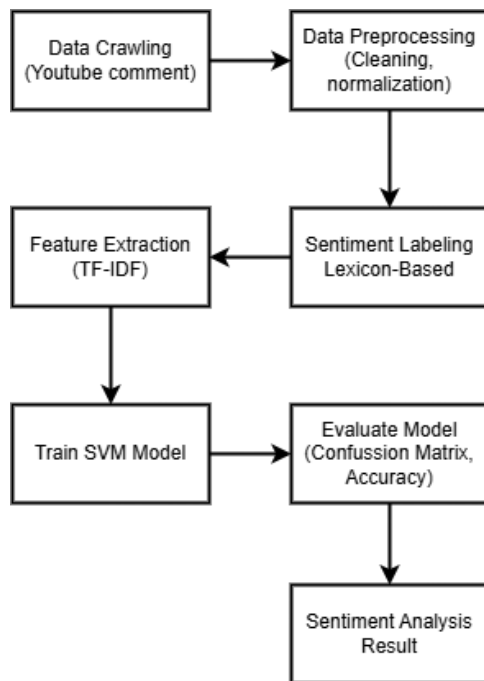 Data Crawling
(Youtube comment)
Data Preprocessing
(Cleaning,
normalization)
Sentiment Labeling
Lexicon-Based
Feature Extraction
(TF-IDF)
Train SVM Model
Evaluate Model
(Confussion Matrix,
Accuracy)
Sentiment Analysis
Result